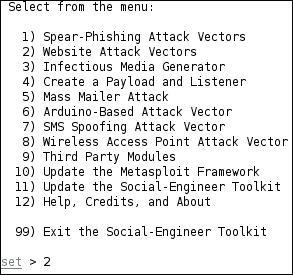 Select from the menu:
1) Spear-Phishing Attack Vectors
2) Website Attack Vectors
3) Infectious Media Generator
4) Create a Payload and Listener
5) Mass Mailer Attack
6) Arduino-Based Attack Vector
7) SMS Spoofing Attack Vector
8) Wireless Access Point Attack Vector
9) Third Party Modules
10) Update the Metasploit Framework
11) Update the Social-Engineer Toolkit
12) Help, Credits, and About
99) Exit the Social-Engineer Toolkit
set > 2